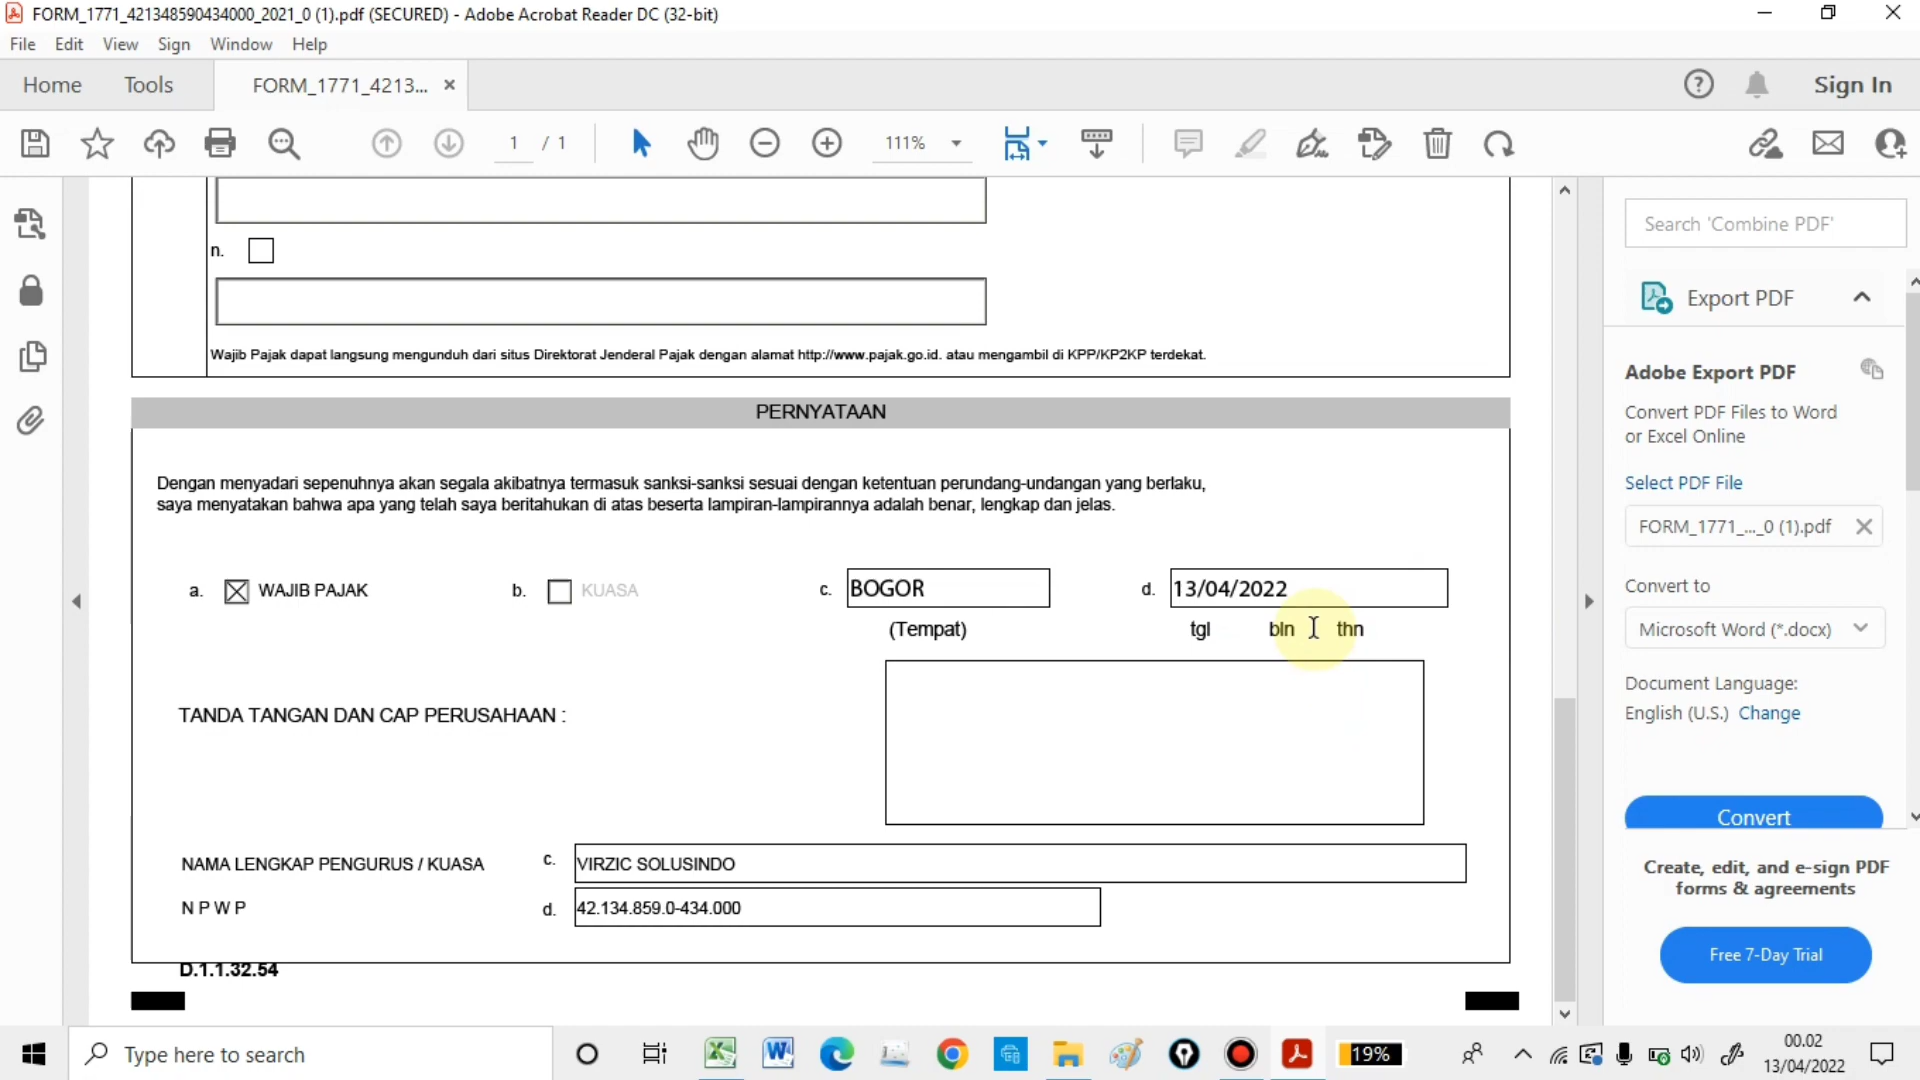 FORM_1771_421348590434000_2021_0 (1).pdf (SECURED) - Adobe Acrobat Reader DC (32-bit)
File Edit View Sign Window Help
Home Tools FORM_1771_4213... × Sign In
1 / 1 111%
Search 'Combine PDF'
n.
Export PDF
Wajib Pajak dapat langsung mengunduh dari situs Direktorat Jenderal Pajak dengan alamat http://www.pajak.go.id. atau mengambil di KPP/KP2KP terdekat.
Adobe Export PDF
Convert PDF Files to Word
or Excel Online
PERNYATAAN
Select PDF File
Dengan menyadari sepenuhnya akan segala akibatnya termasuk sanksi-sanksi sesuai dengan ketentuan perundang-undangan yang berlaku,
saya menyatakan bahwa apa yang telah saya beritahukan di atas beserta lampiran-lampirannya adalah benar, lengkap dan jelas.
FORM_1771_..._0 (1).pdf
Convert to
a. WAJIB PAJAK b. KUASA c. BOGOR d. 13/04/2022
(Tempat) tgl bln thn
Microsoft Word (*.docx)
Document Language:
English (U.S.) Change
TANDA TANGAN DAN CAP PERUSAHAAN :
Convert
NAMA LENGKAP PENGURUS / KUASA c. VIRZIC SOLUSINDO
N P W P d. 42.134.859.0-434.000
Create, edit, and e-sign PDF
forms & agreements
Free 7-Day Trial
D.1.1.32.54
Type here to search
19%
00.02
13/04/2022